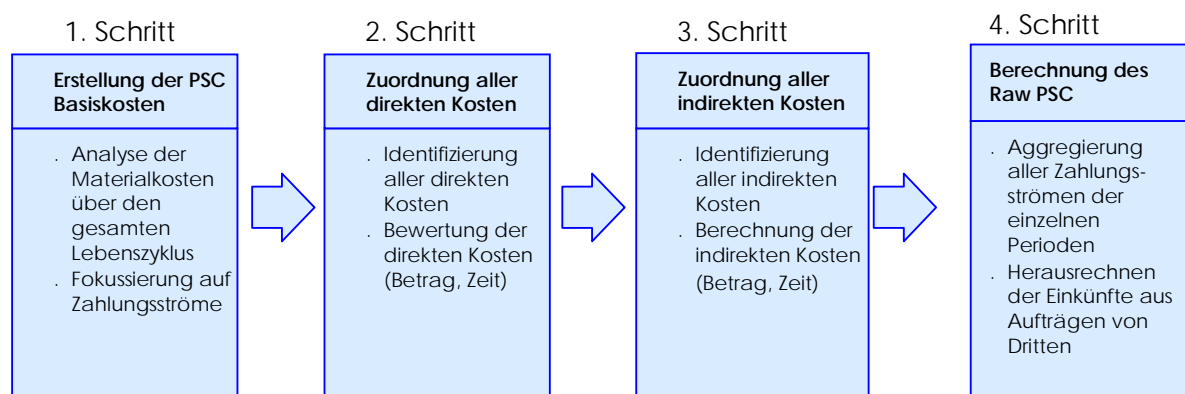 1. Schritt
Erstellung der PSC
Basiskosten
. Analyse der
Materialkosten
über den
gesamten
Lebenszyklus
. Fokussierung auf
Zahlungsströme
2. Schritt
Zuordnung aller
direkten Kosten
. Identifizierung
aller direkten
Kosten
. Bewertung der
direkten Kosten
(Betrag, Zeit)
3. Schritt
Zuordnung aller
indirekten Kosten
. Identifizierung
aller indirekten
Kosten
. Berechnung der
indirekten Kosten
(Betrag, Zeit)
4. Schritt
Berechnung des
Raw PSC
. Aggregierung
aller Zahlungs-
strömen der
einzelnen
Perioden
. Herausrechnen
der Einkünfte aus
Aufträgen von
Dritten